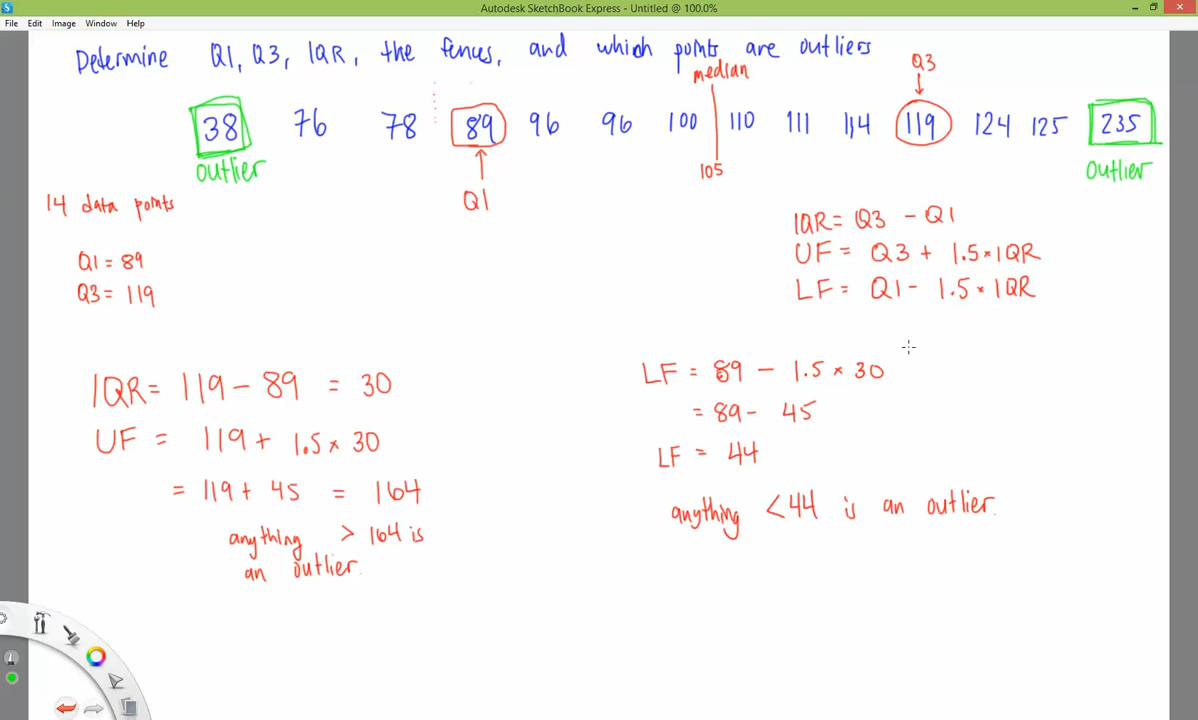 Autodesk SketchBook Express - Untitled @ 100.0%
File Edit Image Window Help
Determine Q1, Q3, IQR, the fences, and which points are outliers
median
Q3
38 76 78 89 96 96 100 110 111 114 119 124 125 235
outlier
Q1
105
outlier
14 data points
Q1 = 89
Q3 = 119
IQR = Q3 - Q1
UF = Q3 + 1.5 × IQR
LF = Q1 - 1.5 × IQR
IQR = 119 - 89 = 30
UF = 119 + 1.5 × 30
= 119 + 45 = 164
anything > 164 is
an outlier.
LF = 89 - 1.5 × 30
= 89 - 45
LF = 44
anything < 44 is an outlier.